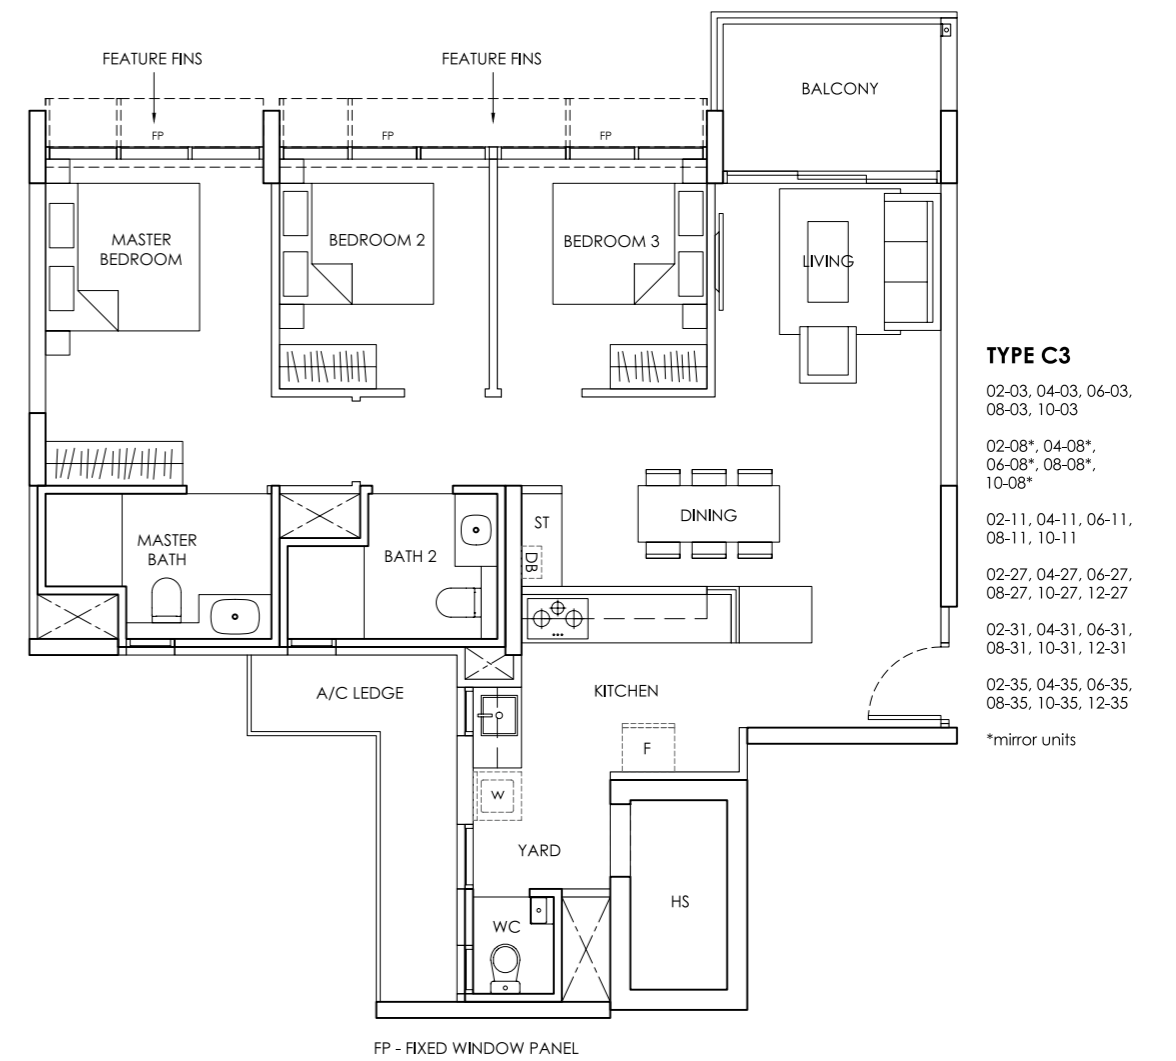 FEATURE FINS
FEATURE FINS
BALCONY
FP
FP
FP
MASTER
BEDROOM
BEDROOM 2
BEDROOM 3
LIVING
TYPE C3
02-03, 04-03, 06-03,
08-03, 10-03
02-08*, 04-08*,
06-08*, 08-08*,
10-08*
02-11, 04-11, 06-11,
08-11, 10-11
02-27, 04-27, 06-27,
08-27, 10-27, 12-27
02-31, 04-31, 06-31,
08-31, 10-31, 12-31
02-35, 04-35, 06-35,
08-35, 10-35, 12-35
*mirror units
MASTER
BATH
BATH 2
ST
DB
DINING
A/C LEDGE
KITCHEN
F
W
YARD
WC
HS
FP - FIXED WINDOW PANEL